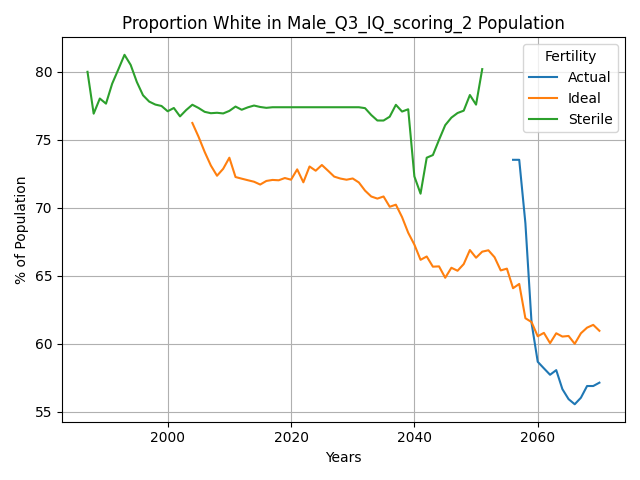 Proportion White in Male_Q3_IQ_scoring_2 Population
Fertility
Actual
Ideal
Sterile
% of Population
80
75
70
65
60
55
2000
2020
2040
2060
Years